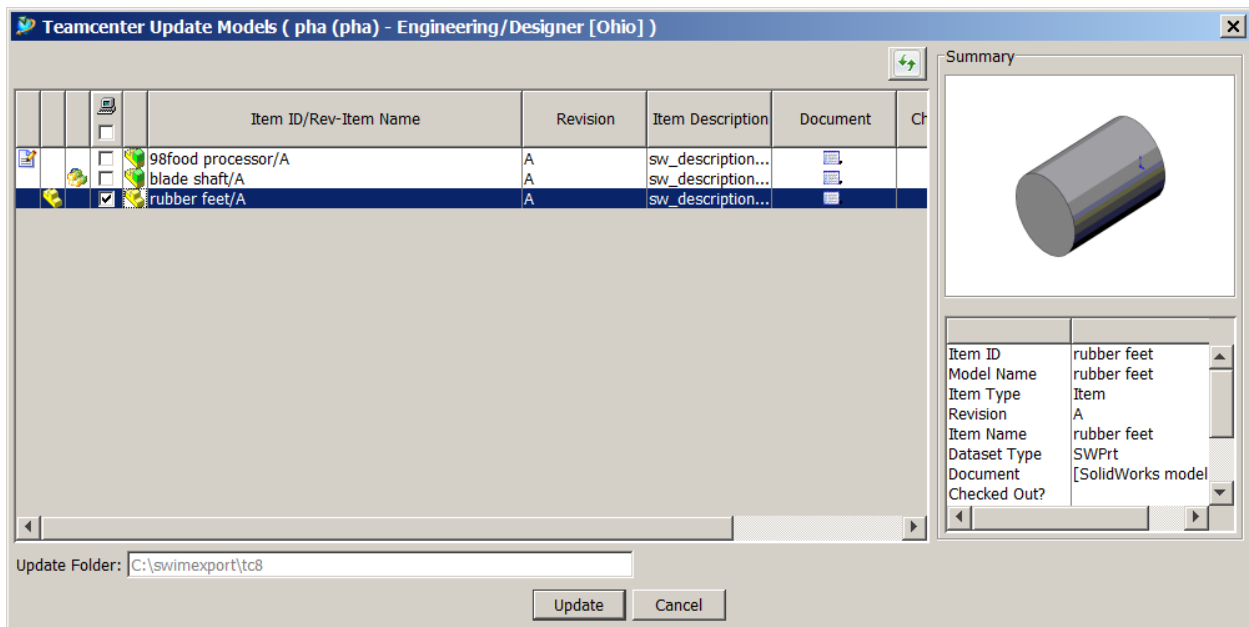 Teamcenter Update Models ( pha (pha) - Engineering/Designer [Ohio] )
Summary
Item ID/Rev-Item Name Revision Item Description Document Ch
98food processor/A A sw_description...
blade shaft/A A sw_description...
rubber feet/A A sw_description...
Item ID rubber feet
Model Name rubber feet
Item Type Item
Revision A
Item Name rubber feet
Dataset Type SWPrt
Document [SolidWorks model
Checked Out?
Update Folder: C:\swimexport\tc8
Update Cancel